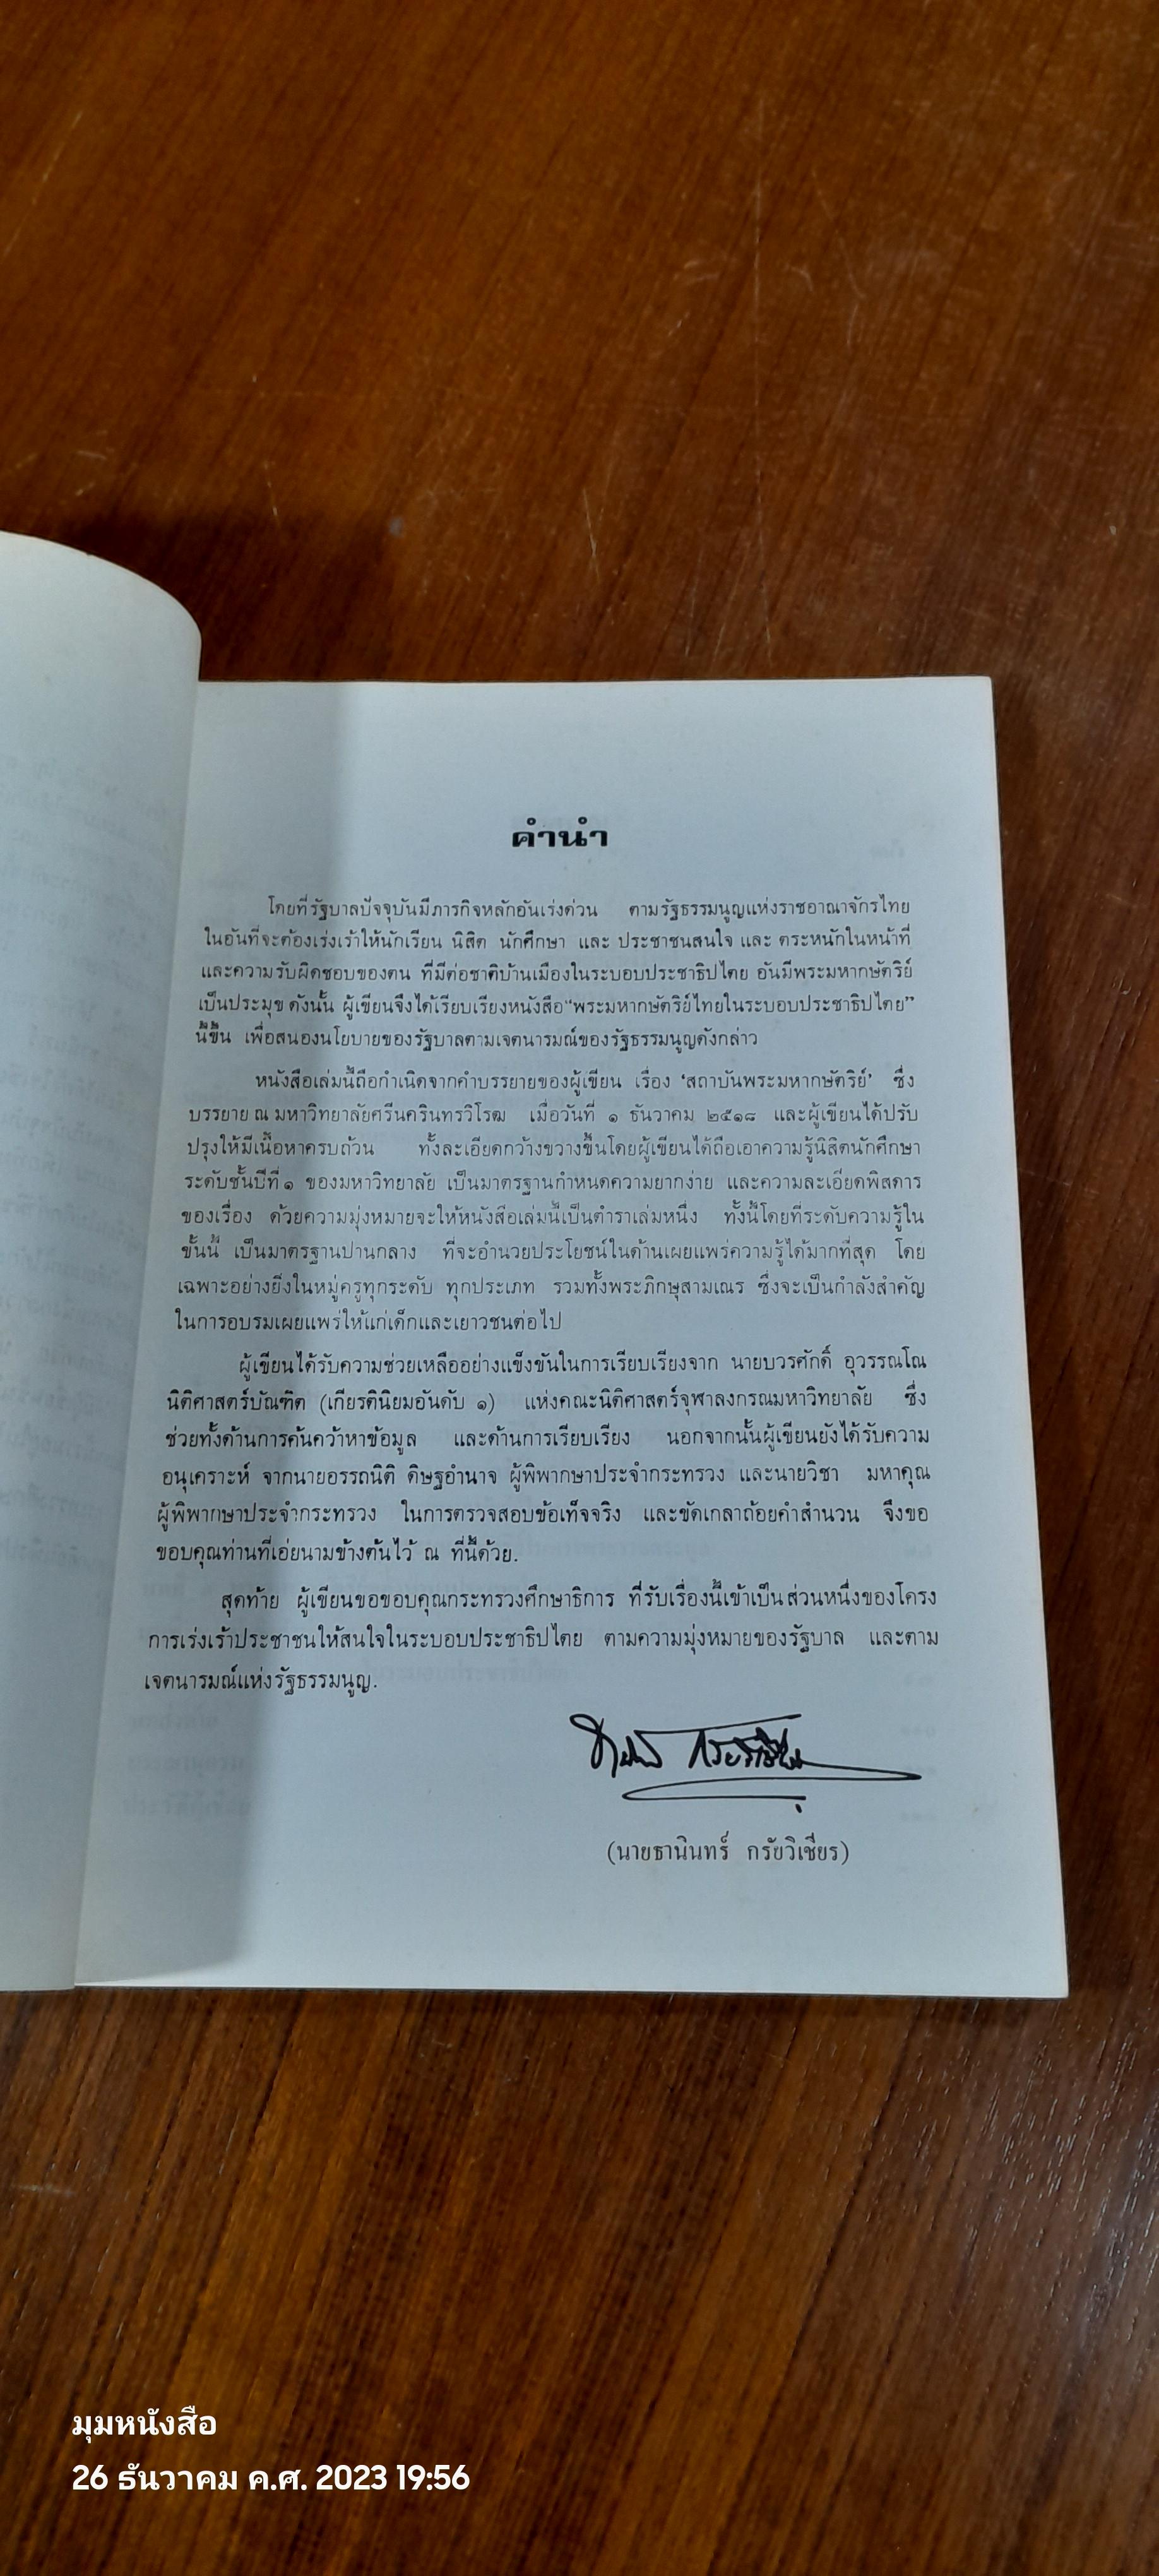 คำนำ
โดยที่รัฐบาลปัจจุบันมีภารกิจหลักอันเร่งด่วน ตามรัฐธรรมนูญแห่งราชอาณาจักรไทย
ในอันที่จะต้องเร่งเร้าให้นักเรียน นิสิต นักศึกษา และ ประชาชนสนใจ และ ตระหนักในหน้าที่
และความรับผิดชอบของตน ที่มีต่อชาติบ้านเมืองในระบอบประชาธิปไตย อันมีพระมหากษัตริย์
เป็นประมุข ดังนั้น ผู้เขียนจึงได้เรียบเรียงหนังสือ “พระมหากษัตริย์ไทยในระบอบประชาธิปไตย”
นี้ขึ้น เพื่อสนองนโยบายของรัฐบาลตามเจตนารมณ์ของรัฐธรรมนูญดังกล่าว
หนังสือเล่มนี้ถือกำเนิดจากคำบรรยายของผู้เขียน เรื่อง ‘สถาบันพระมหากษัตริย์’ ซึ่ง
บรรยาย ณ มหาวิทยาลัยศรีนครินทรวิโรฒ เมื่อวันที่ ๑ ธันวาคม ๒๕๑๘ และผู้เขียนได้ปรับ
ปรุงให้มีเนื้อหาครบถ้วน ทั้งละเอียดกว้างขวางขึ้นโดยผู้เขียนได้ถือเอาความรู้นิสิตนักศึกษา
ระดับชั้นปีที่ ๑ ของมหาวิทยาลัย เป็นมาตรฐานกำหนดความยากง่าย และความละเอียดพิสดาร
ของเรื่อง ด้วยความมุ่งหมายจะให้หนังสือเล่มนี้เป็นตำราเล่มหนึ่ง ทั้งนี้โดยที่ระดับความรู้ใน
ขั้นนี้ เป็นมาตรฐานปานกลาง ที่จะอำนวยประโยชน์ในด้านเผยแพร่ความรู้ได้มากที่สุด โดย
เฉพาะอย่างยิ่งในหมู่ครูทุกระดับ ทุกประเภท รวมทั้งพระภิกษุสามเณร ซึ่งจะเป็นกำลังสำคัญ
ในการอบรมเผยแพร่ให้แก่เด็กและเยาวชนต่อไป
ผู้เขียนได้รับความช่วยเหลืออย่างแข็งขันในการเรียบเรียงจาก นายบวรศักดิ์ อุวรรณโณ
นิติศาสตร์บัณฑิต (เกียรตินิยมอันดับ ๑) แห่งคณะนิติศาสตร์จุฬาลงกรณมหาวิทยาลัย ซึ่ง
ช่วยทั้งด้านการค้นคว้าหาข้อมูล และด้านการเรียบเรียง นอกจากนั้นผู้เขียนยังได้รับความ
อนุเคราะห์ จากนายอรรถนิติ ดิษฐอำนาจ ผู้พิพากษาประจำกระทรวง และนายวิชา มหาคุณ
ผู้พิพากษาประจำกระทรวง ในการตรวจสอบข้อเท็จจริง และขัดเกลาถ้อยคำสำนวน จึงขอ
ขอบคุณท่านที่เอ่ยนามข้างต้นไว้ ณ ที่นี้ด้วย.
สุดท้าย ผู้เขียนขอขอบคุณกระทรวงศึกษาธิการ ที่รับเรื่องนี้เข้าเป็นส่วนหนึ่งของโครง
การเร่งเร้าประชาชนให้สนใจในระบอบประชาธิปไตย ตามความมุ่งหมายของรัฐบาล และตาม
เจตนารมณ์แห่งรัฐธรรมนูญ.
(นายธานินทร์ กรัยวิเชียร)
มุมหนังสือ
26 ธันวาคม ค.ศ. 2023 19:56